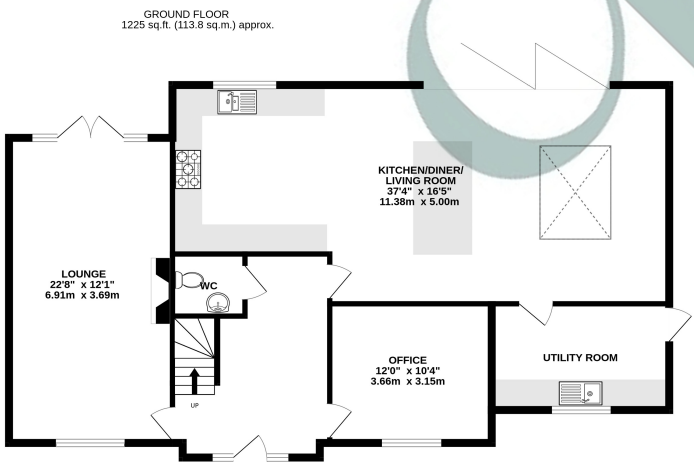 GROUND FLOOR
1225 sq.ft. (113.8 sq.m.) approx.
KITCHEN/DINER/
LIVING ROOM
37'4" x 16'5"
11.38m x 5.00m
LOUNGE
22'8" x 12'1"
6.91m x 3.69m
WC
UP
OFFICE
12'0" x 10'4"
3.66m x 3.15m
UTILITY ROOM